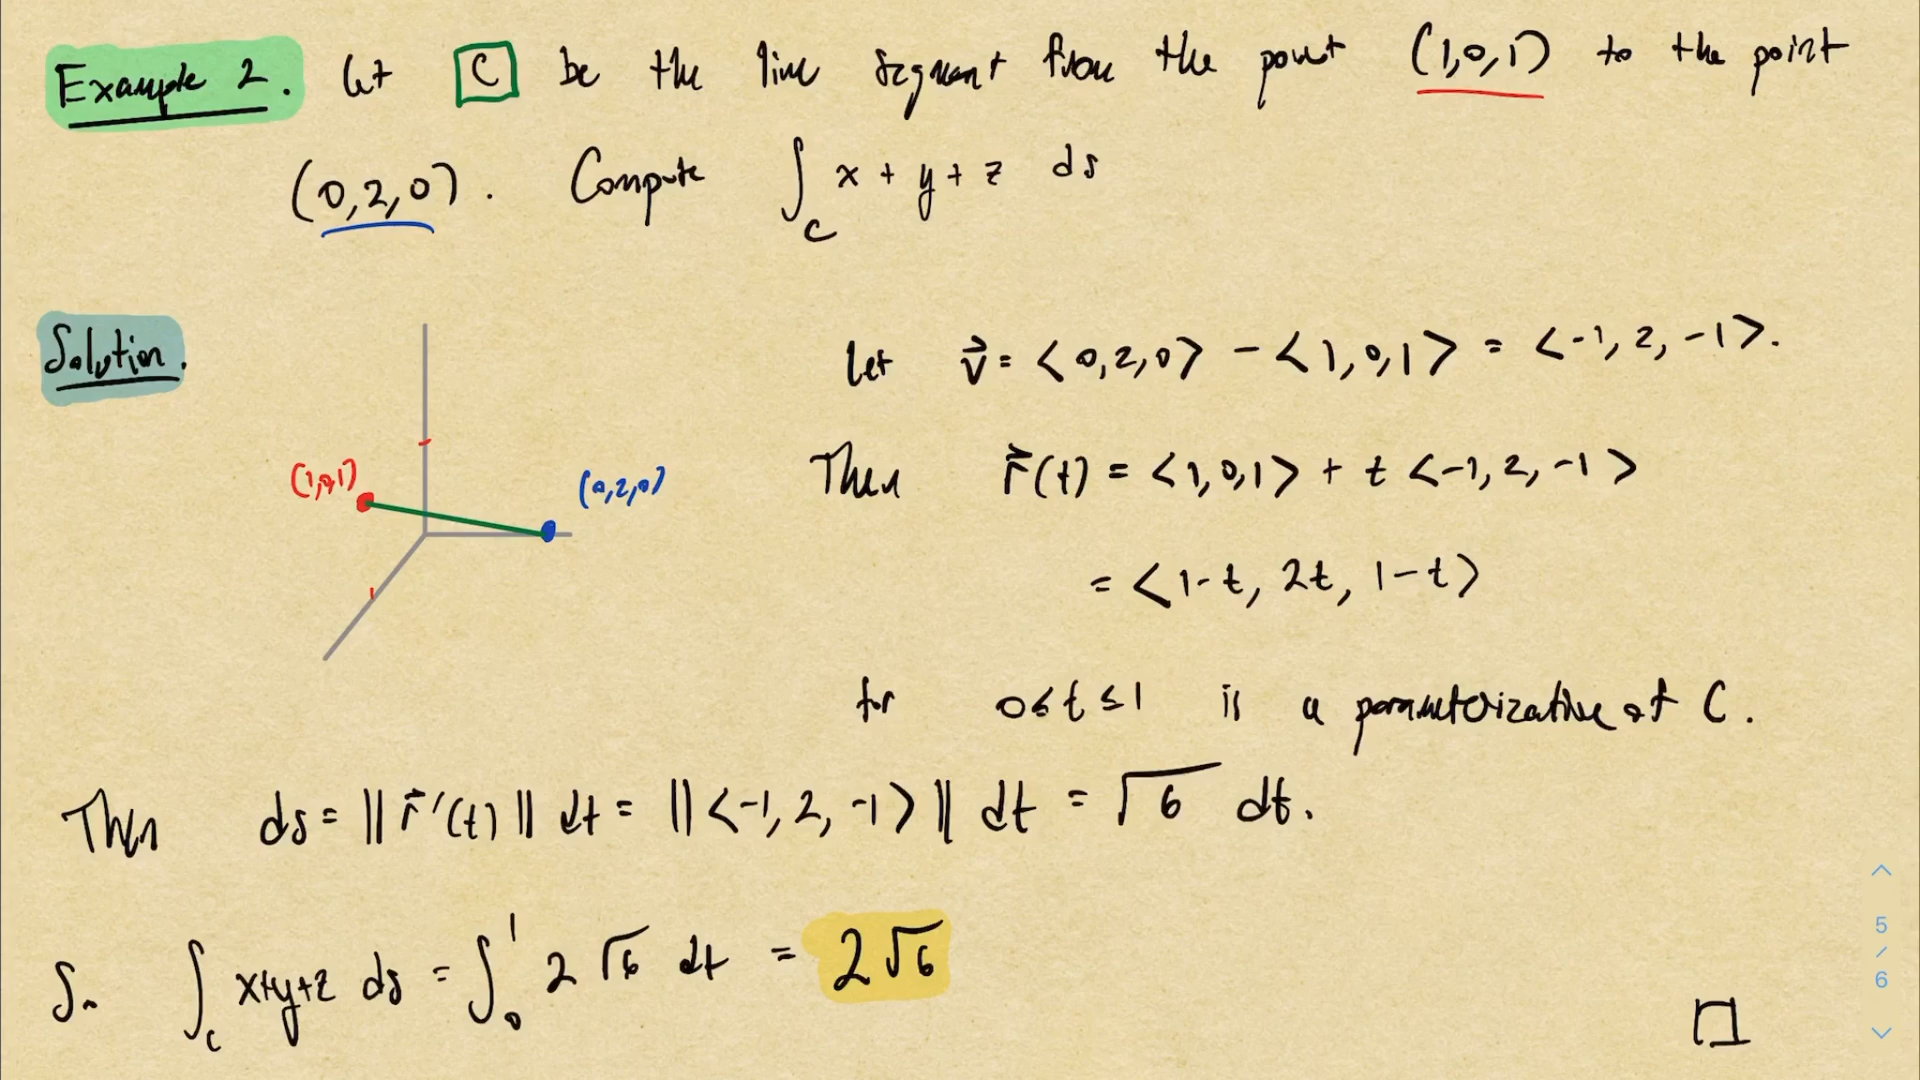 Example 2. Let C be the line segment from the point (1,0,1) to the point
(0,2,0). Compute ∫_C x + y + z ds
Solution.
Let v⃗ = <0,2,0> − <1,0,1> = <-1, 2, -1>.
(1,0,1)
(0,2,0)
Then r⃗(t) = <1,0,1> + t <-1, 2, -1>
= <1-t, 2t, 1-t>
for 0≤t≤1 is a parameterization of C.
Then ds = ||r⃗'(t)|| dt = ||<-1, 2, -1>|| dt = √6 dt.
So ∫_C x+y+z ds = ∫_0^1 2√6 dt = 2√6
5
/
6